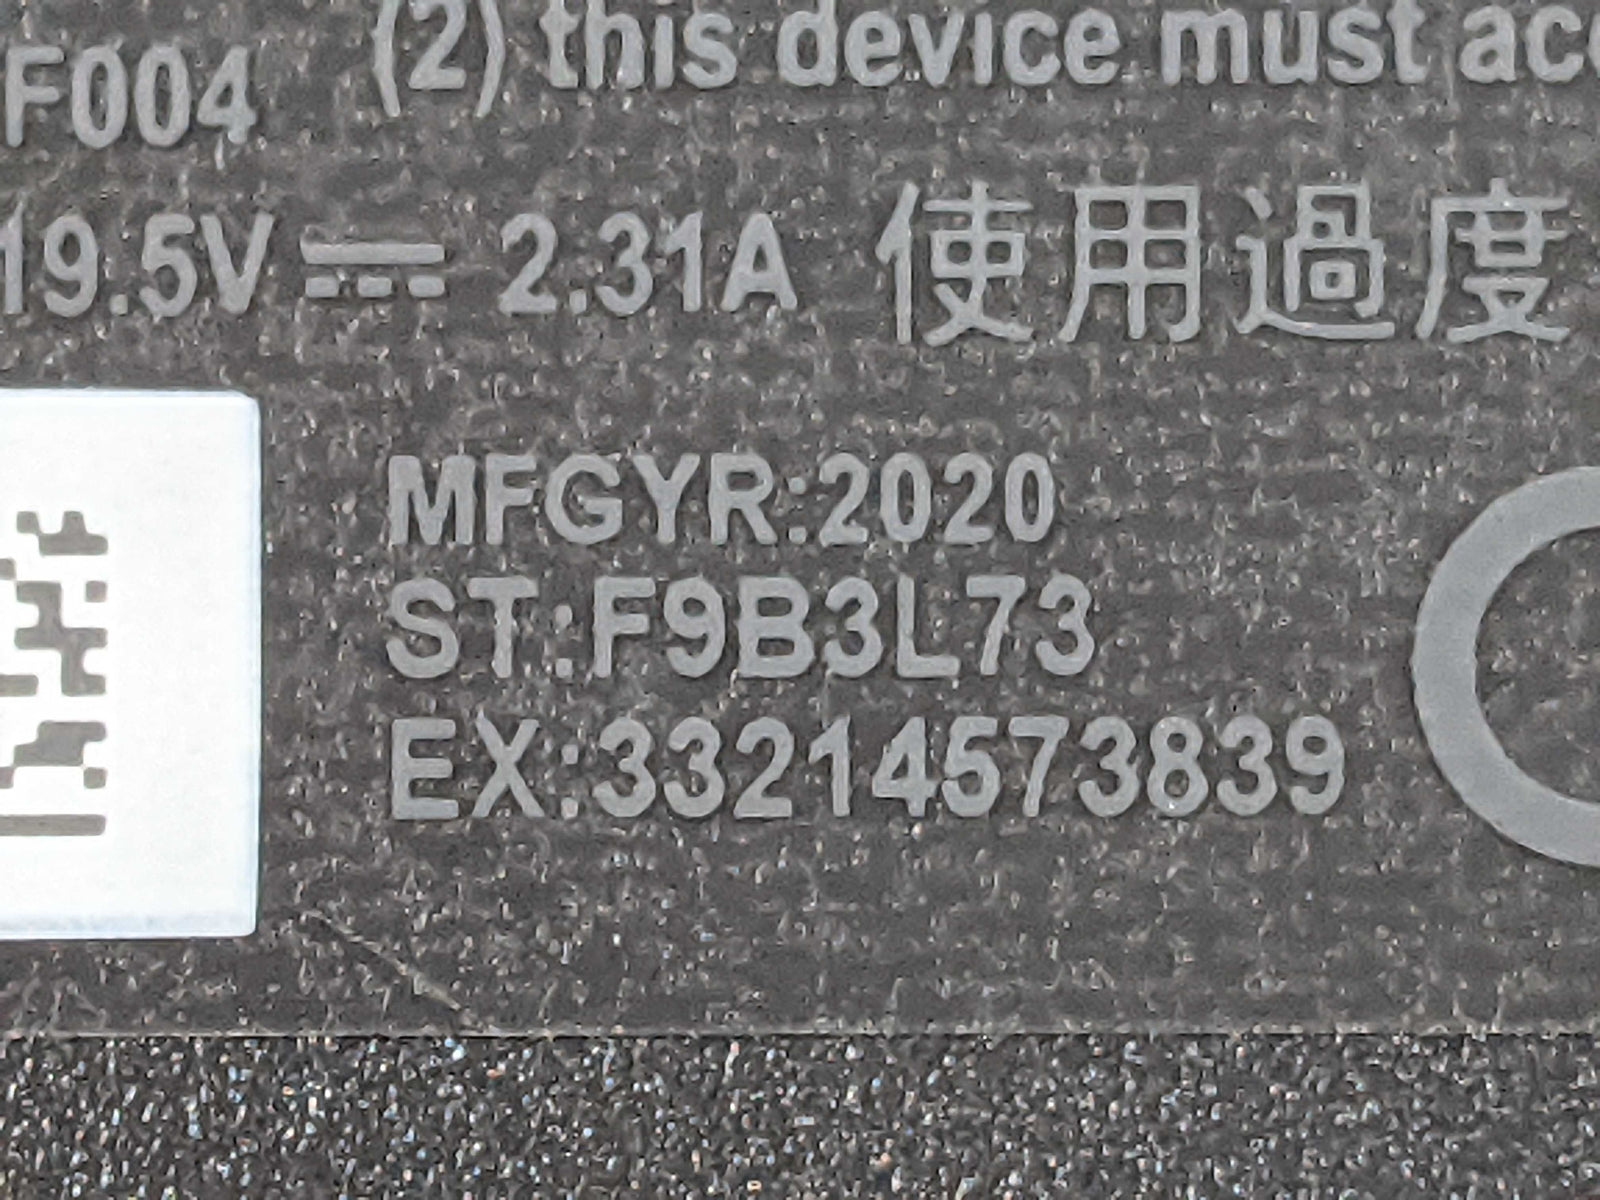 (2) this device must acc
F004
19.5V ⎓ 2.31A 使用過度
MFGYR:2020
ST:F9B3L73
EX:33214573839